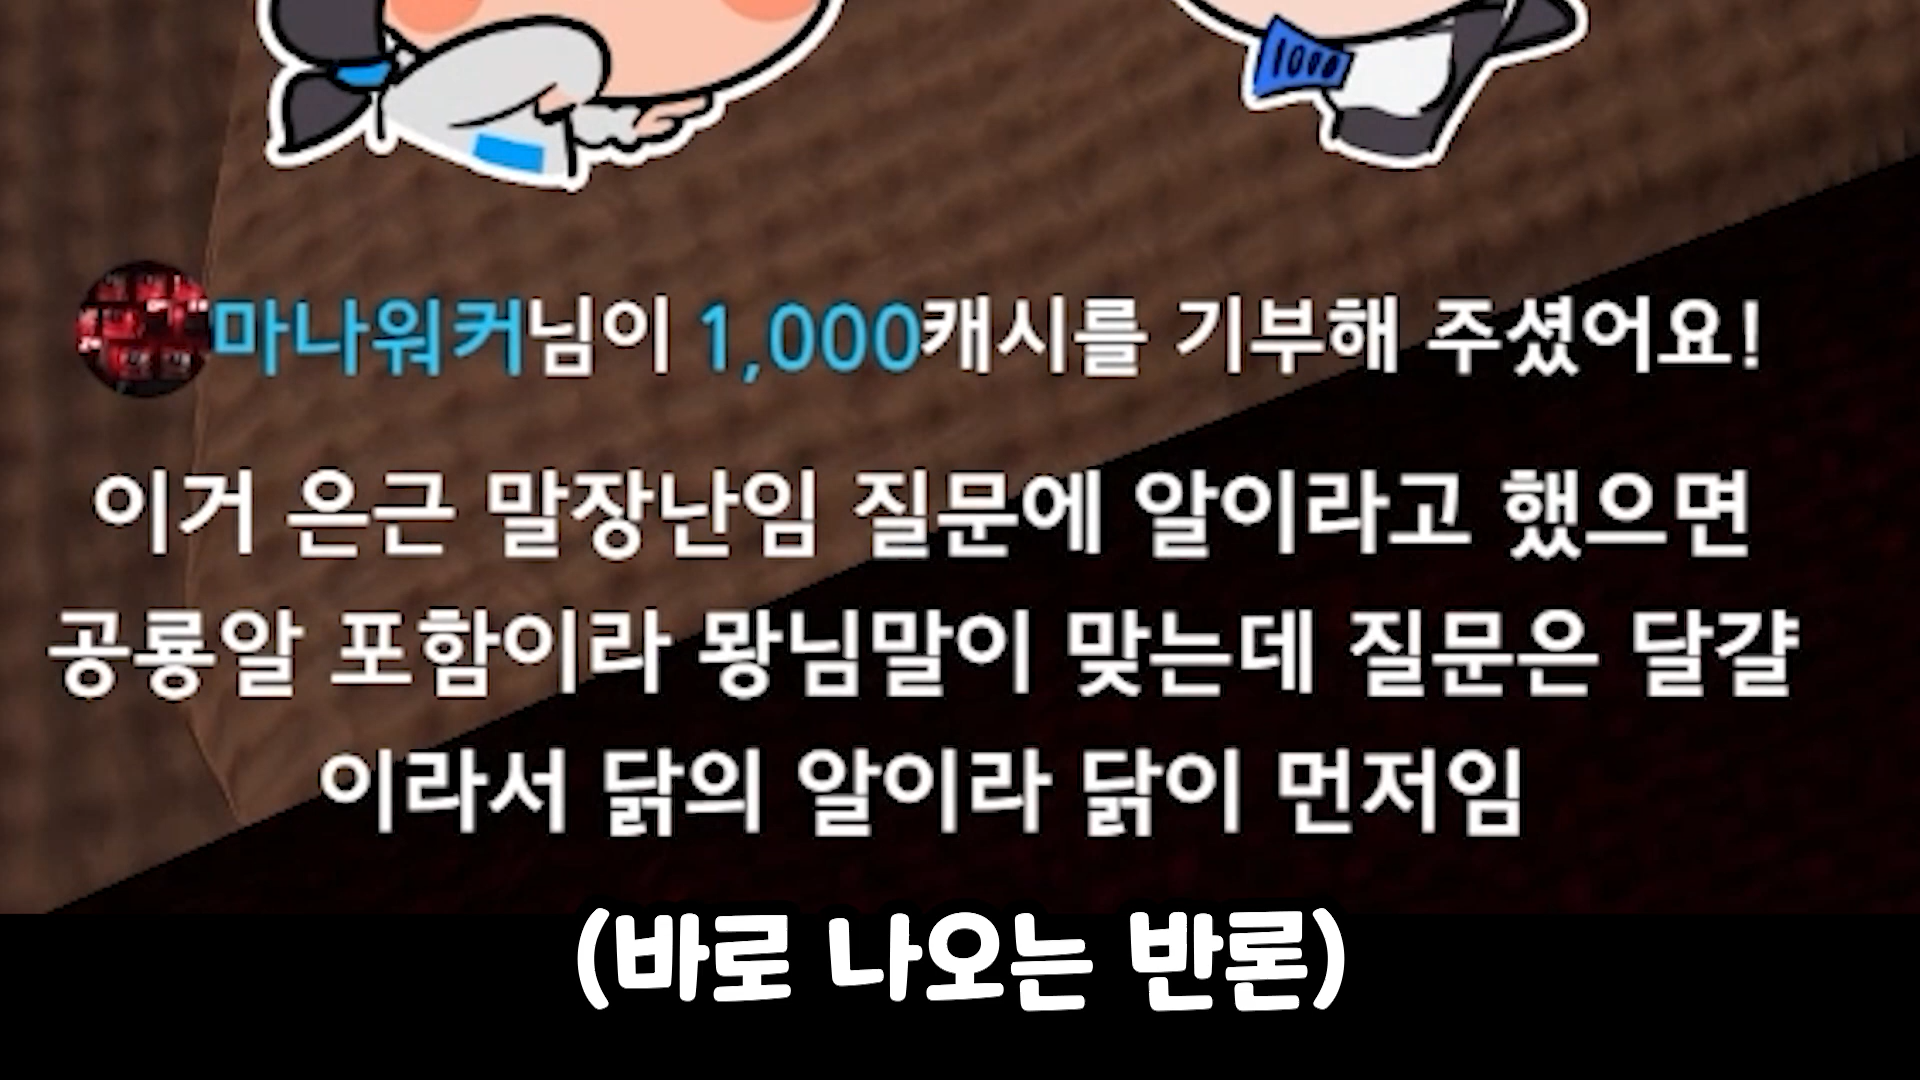 1000
마나워커님이 1,000캐시를 기부해 주셨어요!
이거 은근 말장난임 질문에 알이라고 했으면
공룡알 포함이라 뫙님말이 맞는데 질문은 달걀
이라서 닭의 알이라 닭이 먼저임
(바로 나오는 반론)